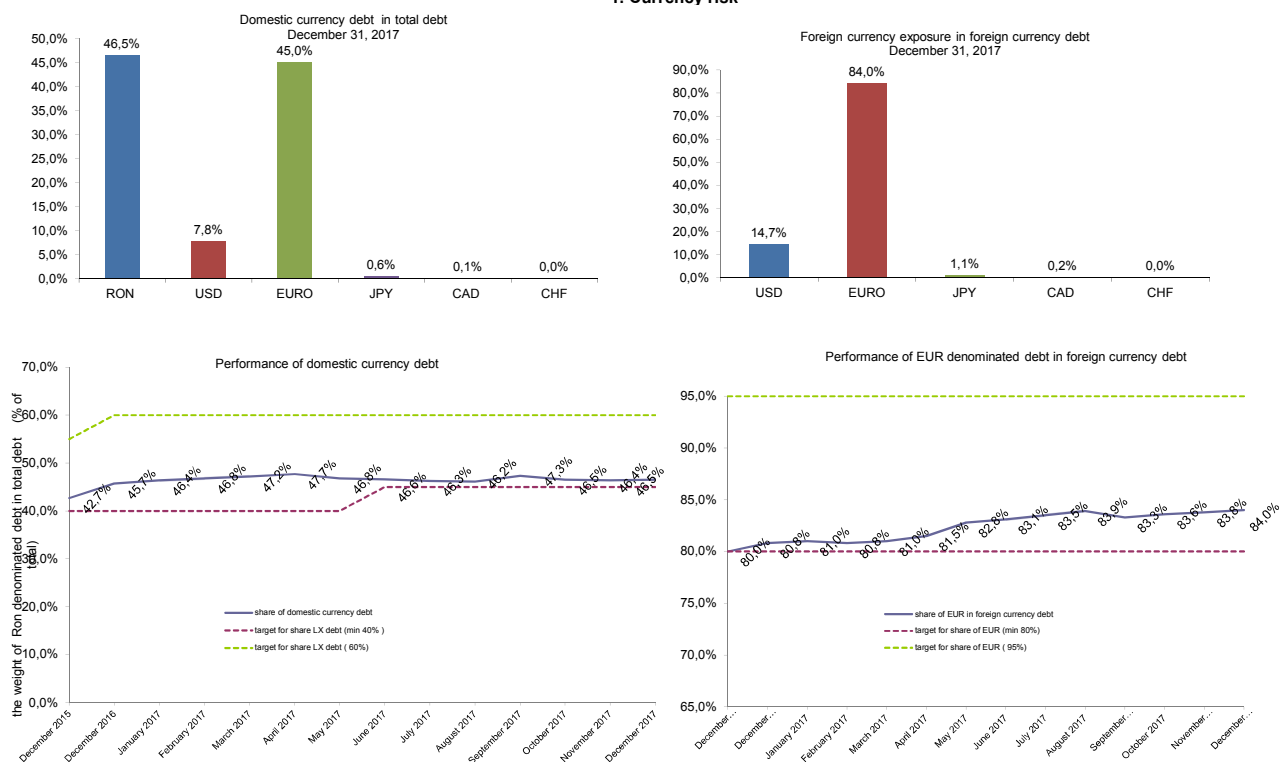 Domestic currency debt in total debt
December 31, 2017
50,0%
45,0%
40,0%
35,0%
30,0%
25,0%
20,0%
15,0%
10,0%
5,0%
0,0%
46,5%
7,8%
45,0%
0,6%
0,1%
0,0%
RON USD EURO JPY CAD CHF
Foreign currency exposure in foreign currency debt
December 31, 2017
90,0%
80,0%
70,0%
60,0%
50,0%
40,0%
30,0%
20,0%
10,0%
0,0%
14,7%
84,0%
1,1%
0,2%
0,0%
USD EURO JPY CAD CHF
Performance of domestic currency debt
the weight of Ron denominated debt in total debt (% of
total)
70,0%
60,0%
50,0%
40,0%
30,0%
20,0%
10,0%
0,0%
42,7%
45,7%
46,4%
46,8%
47,2%
47,7%
46,8%
46,6%
46,3%
46,2%
47,3%
46,5%
46,4%
46,5%
share of domestic currency debt
target for share LX debt (min 40% )
target for share LX debt ( 60%)
December 2015
December 2016
January 2017
February 2017
March 2017
April 2017
May 2017
June 2017
July 2017
August 2017
September 2017
October 2017
November 2017
December 2017
Performance of EUR denominated debt in foreign currency debt
95,0%
90,0%
85,0%
80,0%
75,0%
70,0%
65,0%
80,0%
80,8%
81,0%
80,8%
81,0%
81,5%
82,8%
83,1%
83,5%
83,9%
83,3%
83,6%
83,8%
84,0%
share of EUR in foreign currency debt
target for share of EUR (min 80%)
target for share of EUR ( 95%)
December...
December...
January 2017
February 2017
March 2017
April 2017
May 2017
June 2017
July 2017
August 2017
September...
October 2017
November...
December...